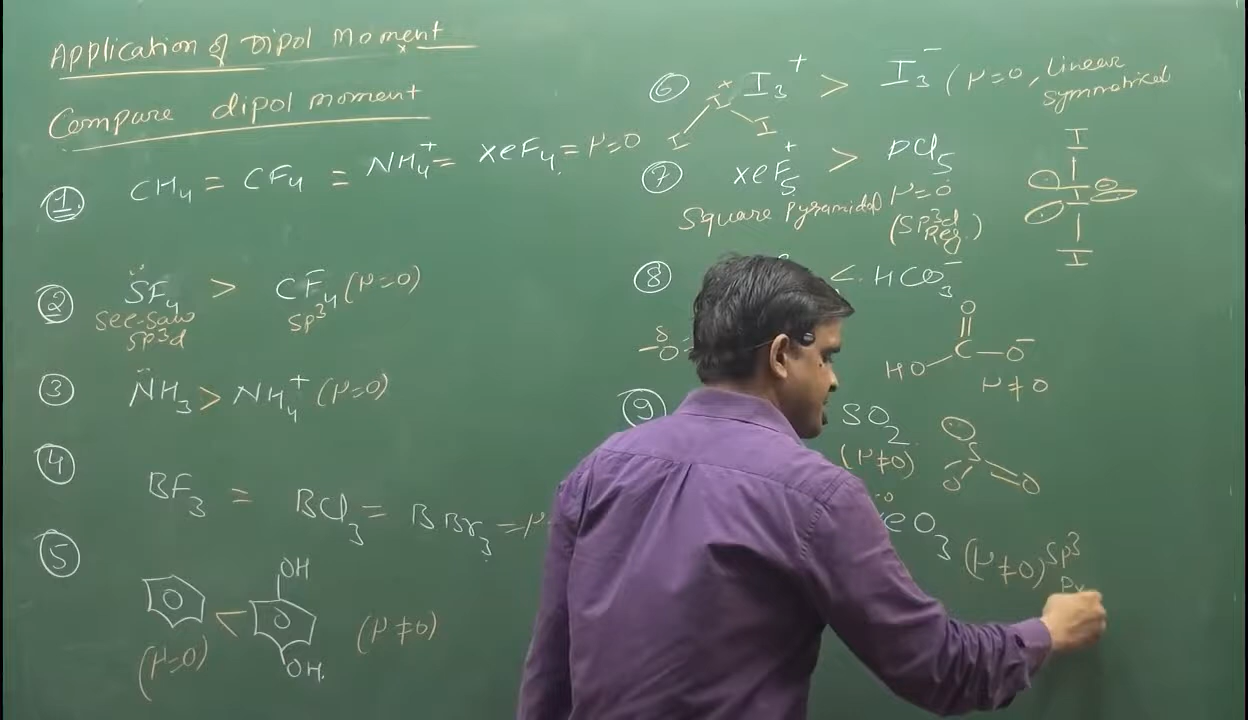 Application of Dipol Moment
Compare dipol moment
1. CH4 = CF4 = NH4+ = XeF4 = μ=0
2 SF4 > CF4 (μ=0)
See-Saw sp3
sp3d
3 NH3 > NH4+ (μ=0)
4 BF3 = BCl3 = BBr3 = μ
5 OH
< (μ≠0)
(μ=0) OH.
6 I3+ > I3- (μ=0, Linear
Symmetrical
I+
I I
7 XeF5+ > PCl5
Square Pyramidal μ=0
(sp3d
Reg.)
I
I
I
8 < HCO3-
O
HO C O-
μ≠0
δ
-O
9 SO2
(μ≠0)
S
O O
eO3 (μ≠0) sp3
Py